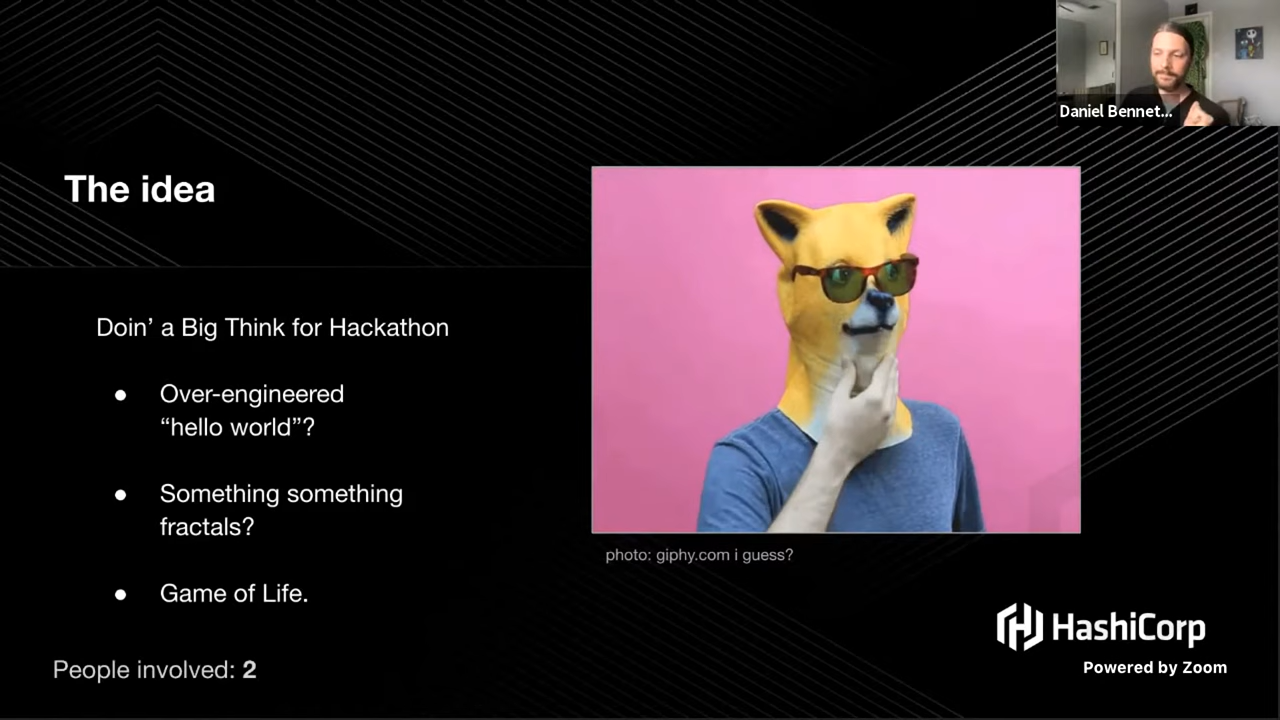 Daniel Bennet...
The idea
Doin’ a Big Think for Hackathon
● Over-engineered
“hello world”?
● Something something
fractals?
● Game of Life.
photo: giphy.com i guess?
HashiCorp
Powered by Zoom
People involved: 2